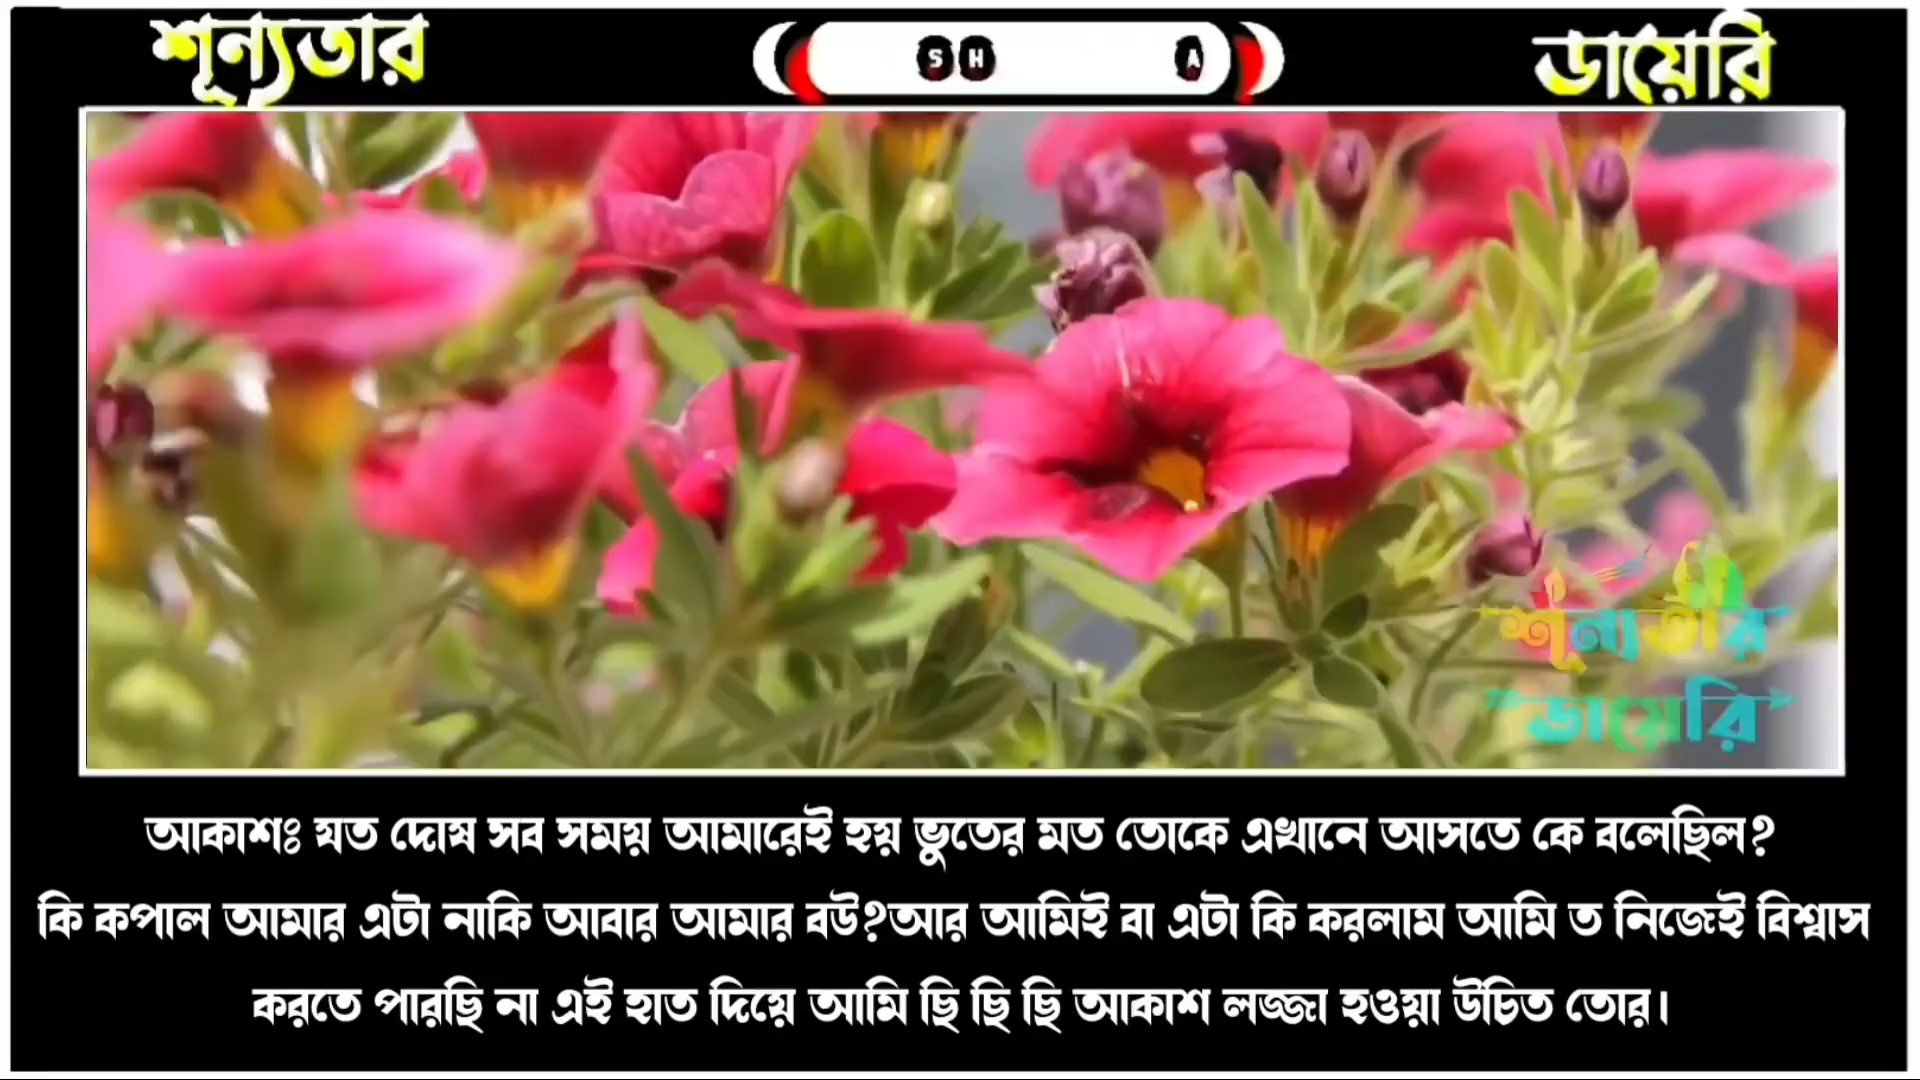 শূন্যতার
S H A
ডায়েরি
শূন্যতার
ডায়েরি
আকাশঃ যত দোষ সব সময় আমারেই হয় ভুতের মত তোকে এখানে আসতে কে বলেছিল?
কি কপাল আমার এটা নাকি আবার আমার বউ?আর আমিই বা এটা কি করলাম আমি ত নিজেই বিশ্বাস
করতে পারছি না এই হাত দিয়ে আমি ছি ছি ছি আকাশ লজ্জা হওয়া উচিত তোর।